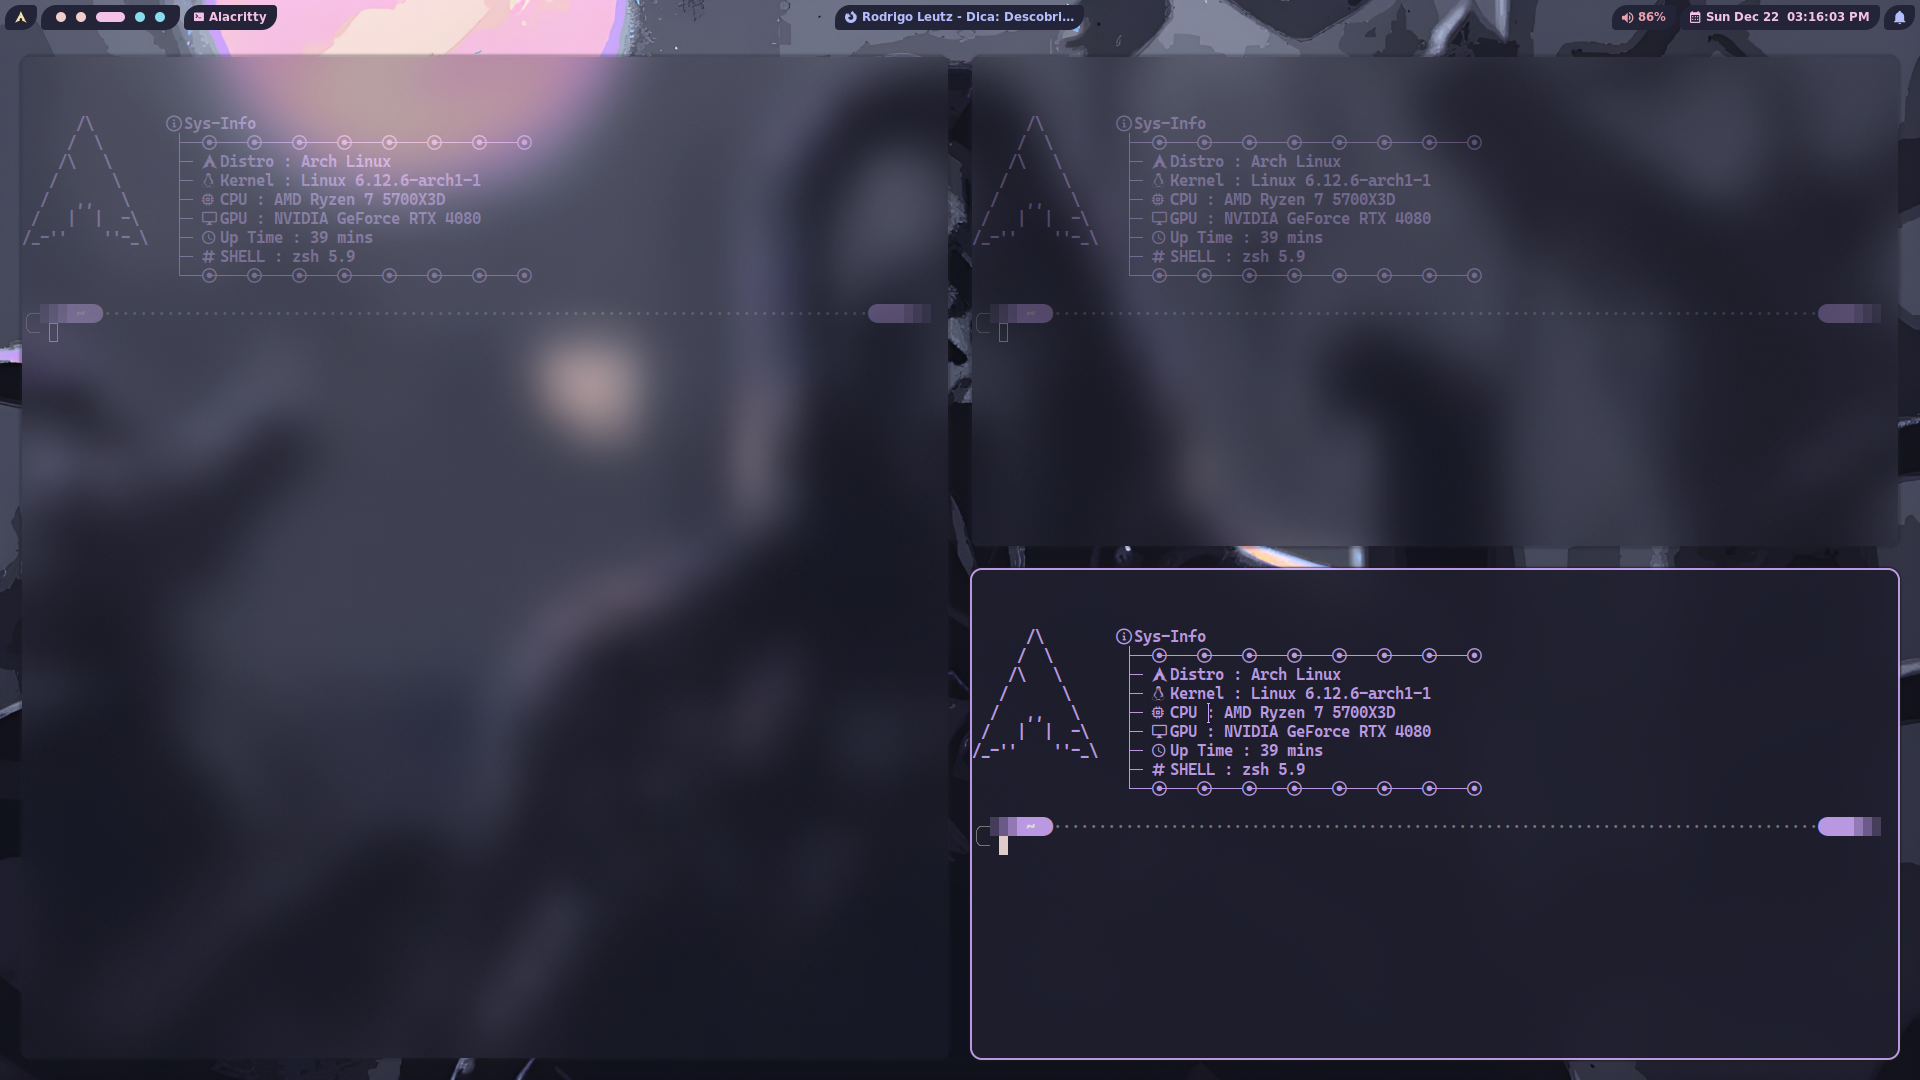 Alacritty
Rodrigo Leutz - Dica: Descobri...
86%
Sun Dec 22  03:16:03 PM
Sys-Info
Distro : Arch Linux
Kernel : Linux 6.12.6-arch1-1
CPU : AMD Ryzen 7 5700X3D
GPU : NVIDIA GeForce RTX 4080
Up Time : 39 mins
# SHELL : zsh 5.9
~
Sys-Info
Distro : Arch Linux
Kernel : Linux 6.12.6-arch1-1
CPU : AMD Ryzen 7 5700X3D
GPU : NVIDIA GeForce RTX 4080
Up Time : 39 mins
# SHELL : zsh 5.9
~
Sys-Info
Distro : Arch Linux
Kernel : Linux 6.12.6-arch1-1
CPU : AMD Ryzen 7 5700X3D
GPU : NVIDIA GeForce RTX 4080
Up Time : 39 mins
# SHELL : zsh 5.9
~